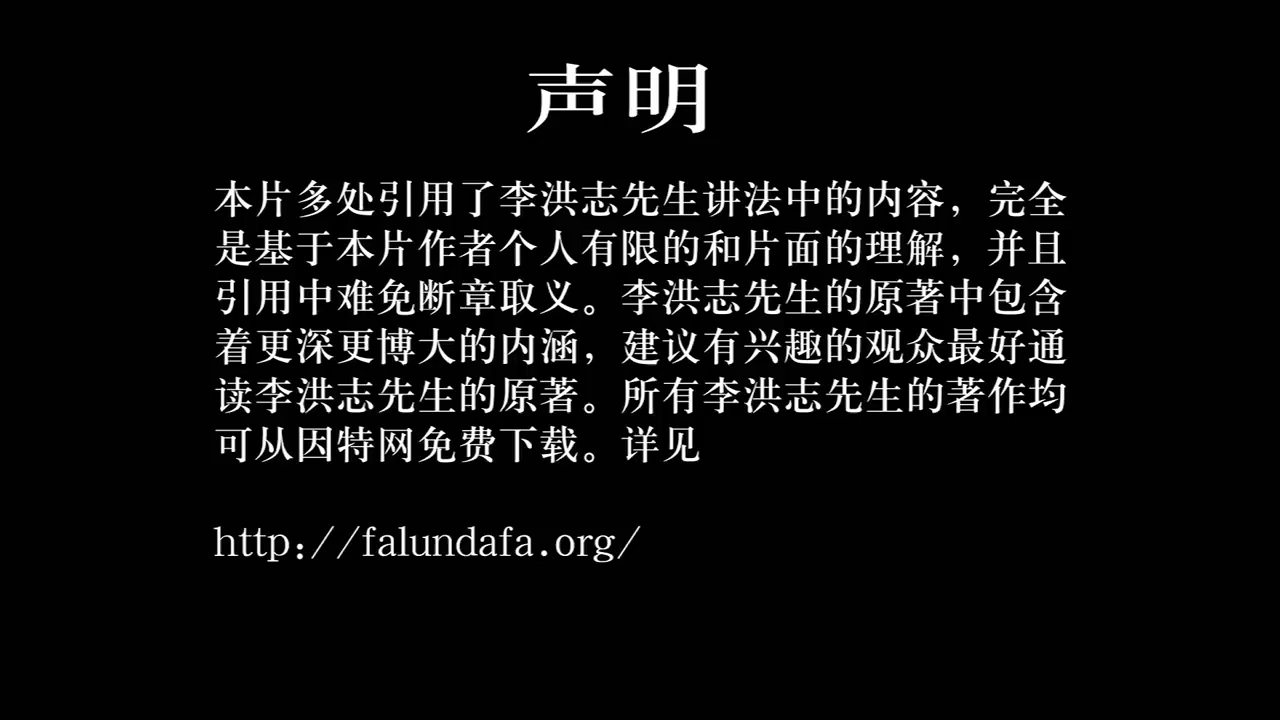 声明
本片多处引用了李洪志先生讲法中的内容，完全
是基于本片作者个人有限的和片面的理解，并且
引用中难免断章取义。李洪志先生的原著中包含
着更深更博大的内涵，建议有兴趣的观众最好通
读李洪志先生的原著。所有李洪志先生的著作均
可从因特网免费下载。详见
http://falundafa.org/